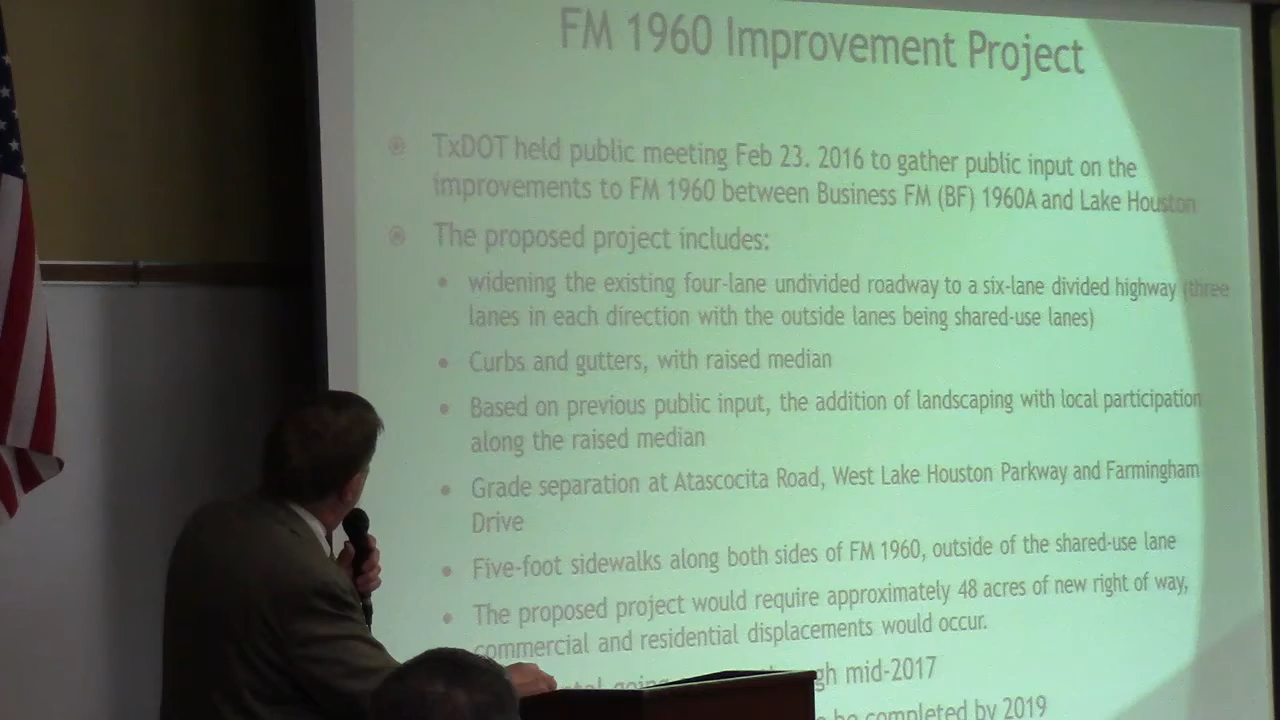 FM 1960 Improvement Project
TxDOT held public meeting Feb 23. 2016 to gather public input on the
improvements to FM 1960 between Business FM (BF) 1960A and Lake Houston
The proposed project includes:
widening the existing four-lane undivided roadway to a six-lane divided highway (three
lanes in each direction with the outside lanes being shared-use lanes)
Curbs and gutters, with raised median
Based on previous public input, the addition of landscaping with local participation
along the raised median
Grade separation at Atascocita Road, West Lake Houston Parkway and Farmingham
Drive
Five-foot sidewalks along both sides of FM 1960, outside of the shared-use lane
The proposed project would require approximately 48 acres of new right of way,
commercial and residential displacements would occur.
mid-2017
be completed by 2019